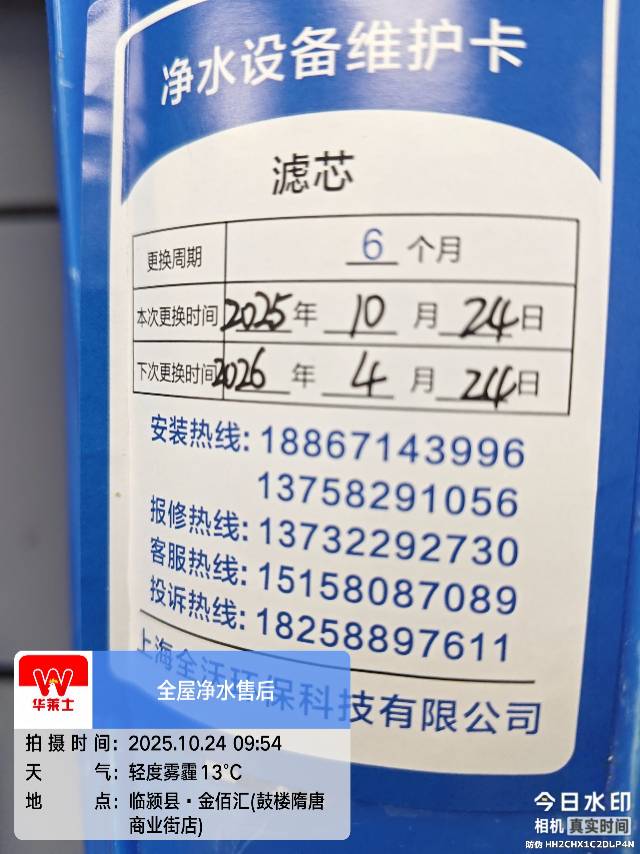 净水设备维护卡
滤芯
更换周期 6 个月
本次更换时间 2025 年 10 月 24 日
下次更换时间 2026 年 4 月 24 日
安装热线: 18867143996
13758291056
报修热线: 13732292730
客服热线: 15158087089
投诉热线: 18258897611
上海全沃环保科技有限公司
华莱士
全屋净水售后
拍摄时间: 2025.10.24 09:54
天气: 轻度雾霾 13℃
地点: 临颍县·金佰汇(鼓楼隋唐
商业街店)
今日水印
相机 真实时间
防伪 HH2CHX1C2DLP4N